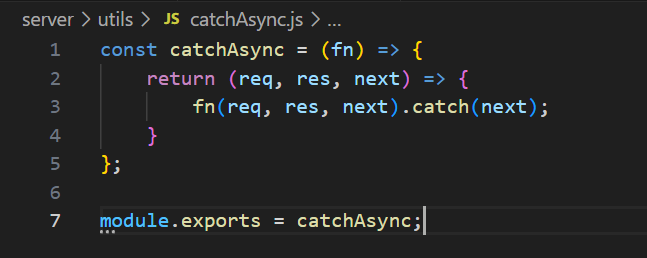 server > utils > JS catchAsync.js > ...
1 const catchAsync = (fn) => {
2     return (req, res, next) => {
3         fn(req, res, next).catch(next);
4     }
5 };
6
7 module.exports = catchAsync;